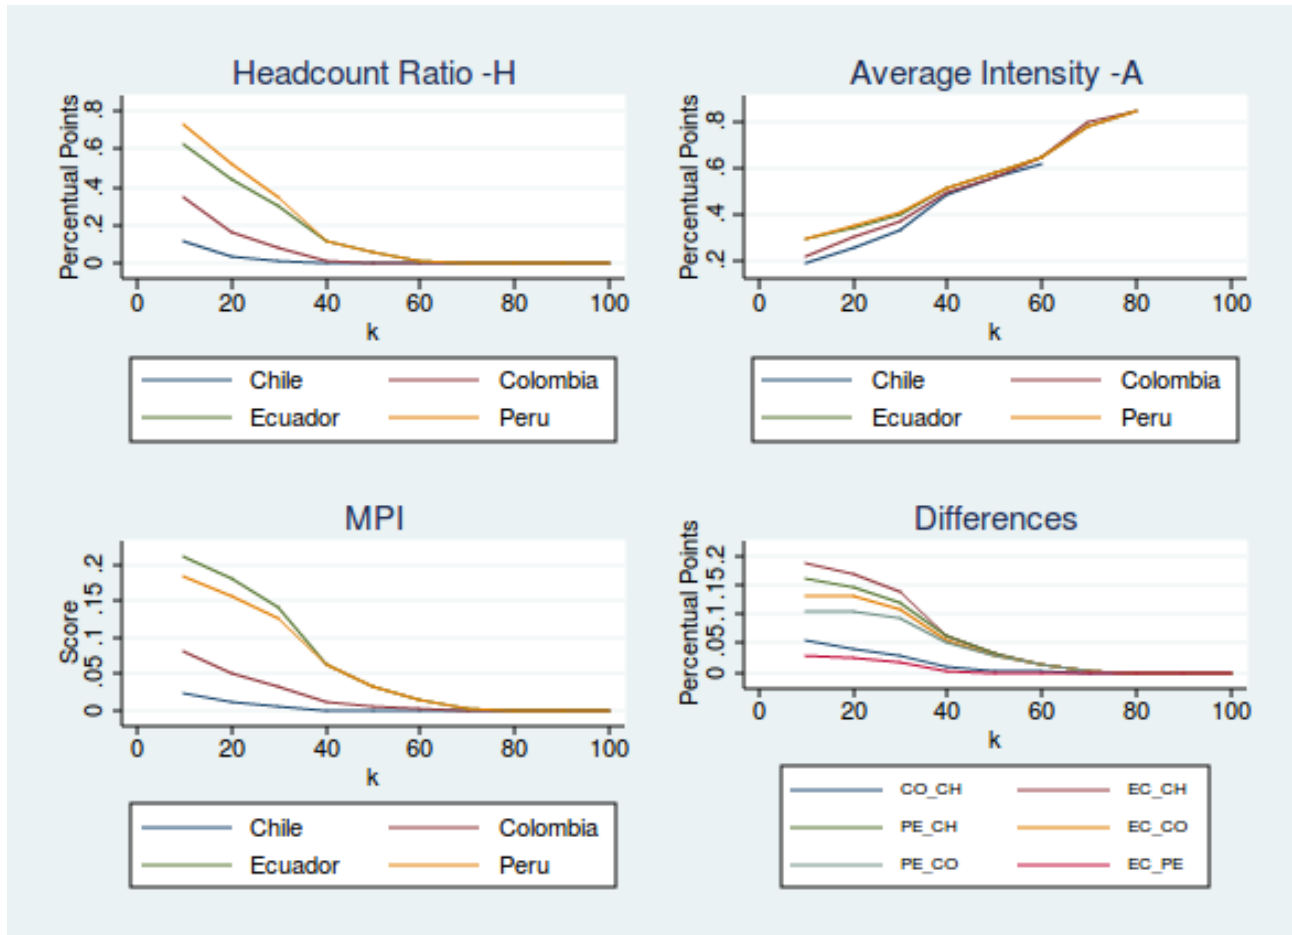 Headcount Ratio -H
Percentual Points
.8
.6
.4
.2
0
0 20 40 60 80 100
k
Chile Colombia
Ecuador Peru
Average Intensity -A
Percentual Points
.8
.6
.4
.2
0 20 40 60 80 100
k
Chile Colombia
Ecuador Peru
MPI
Score
.2
.15
.1
.05
0
0 20 40 60 80 100
k
Chile Colombia
Ecuador Peru
Differences
Percentual Points
.2
.15
.1
.05
0
0 20 40 60 80 100
k
CO_CH EC_CH
PE_CH EC_CO
PE_CO EC_PE